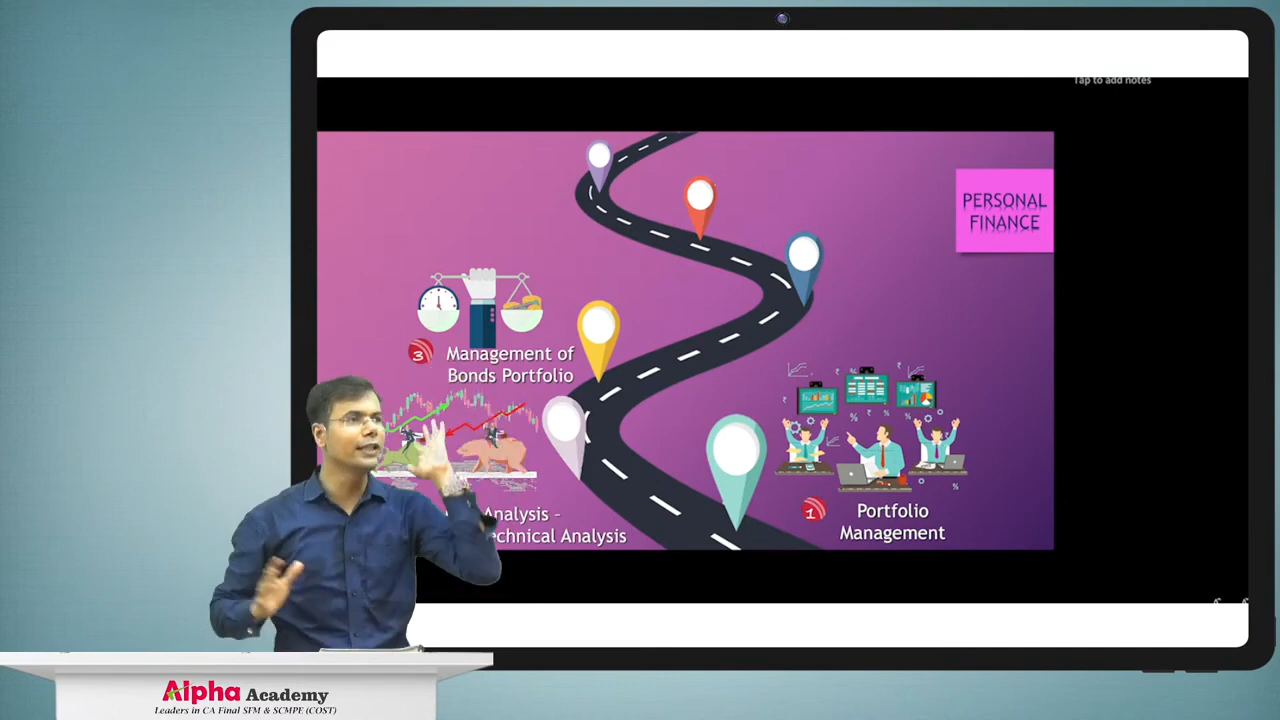 Tap to add notes
PERSONAL
FINANCE
3
Management of
Bonds Portfolio
Analysis –
echnical Analysis
1
Portfolio
Management
Alpha Academy
Leaders in CA Final SFM & SCMPE (COST)